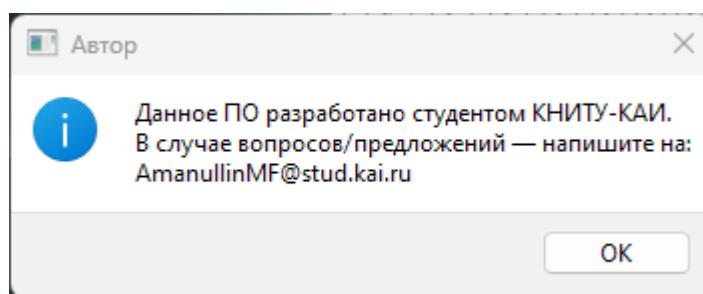 Автор
Данное ПО разработано студентом КНИТУ-КАИ.
В случае вопросов/предложений — напишите на:
AmanullinMF@stud.kai.ru
OK